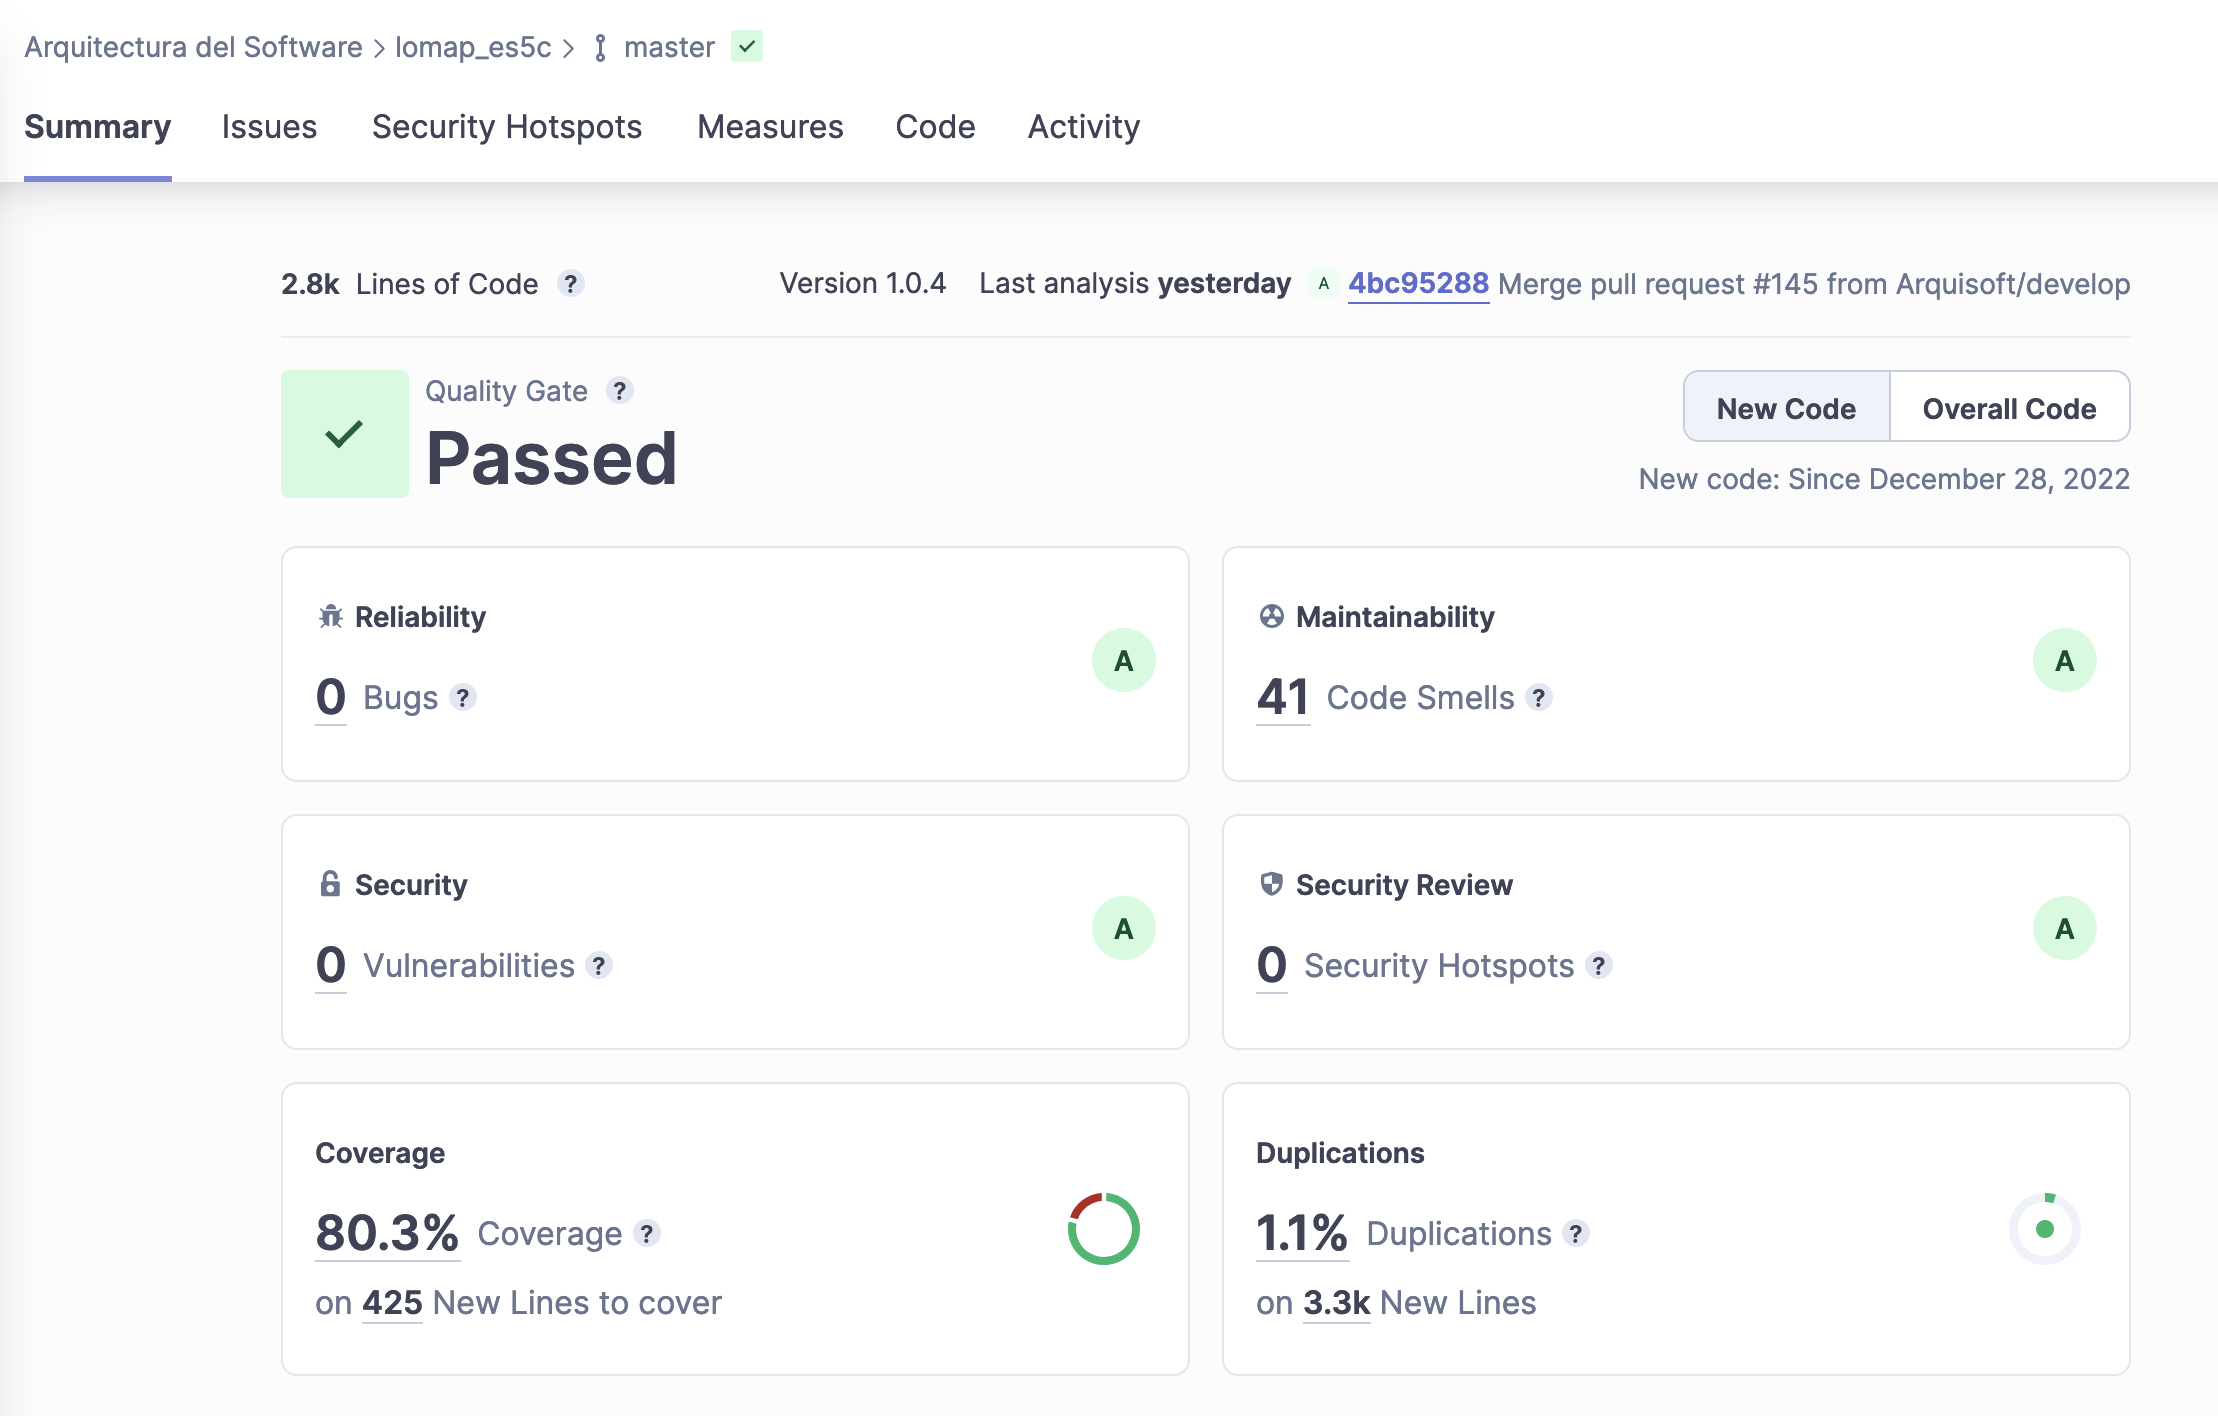 Arquitectura del Software > lomap_es5c > master
Summary Issues Security Hotspots Measures Code Activity
2.8k Lines of Code ? Version 1.0.4 Last analysis yesterday A 4bc95288 Merge pull request #145 from Arquisoft/develop
Quality Gate ?
Passed
New Code Overall Code
New code: Since December 28, 2022
Reliability
0 Bugs ?
A
Maintainability
41 Code Smells ?
A
Security
0 Vulnerabilities ?
A
Security Review
0 Security Hotspots ?
A
Coverage
80.3% Coverage ?
on 425 New Lines to cover
Duplications
1.1% Duplications ?
on 3.3k New Lines